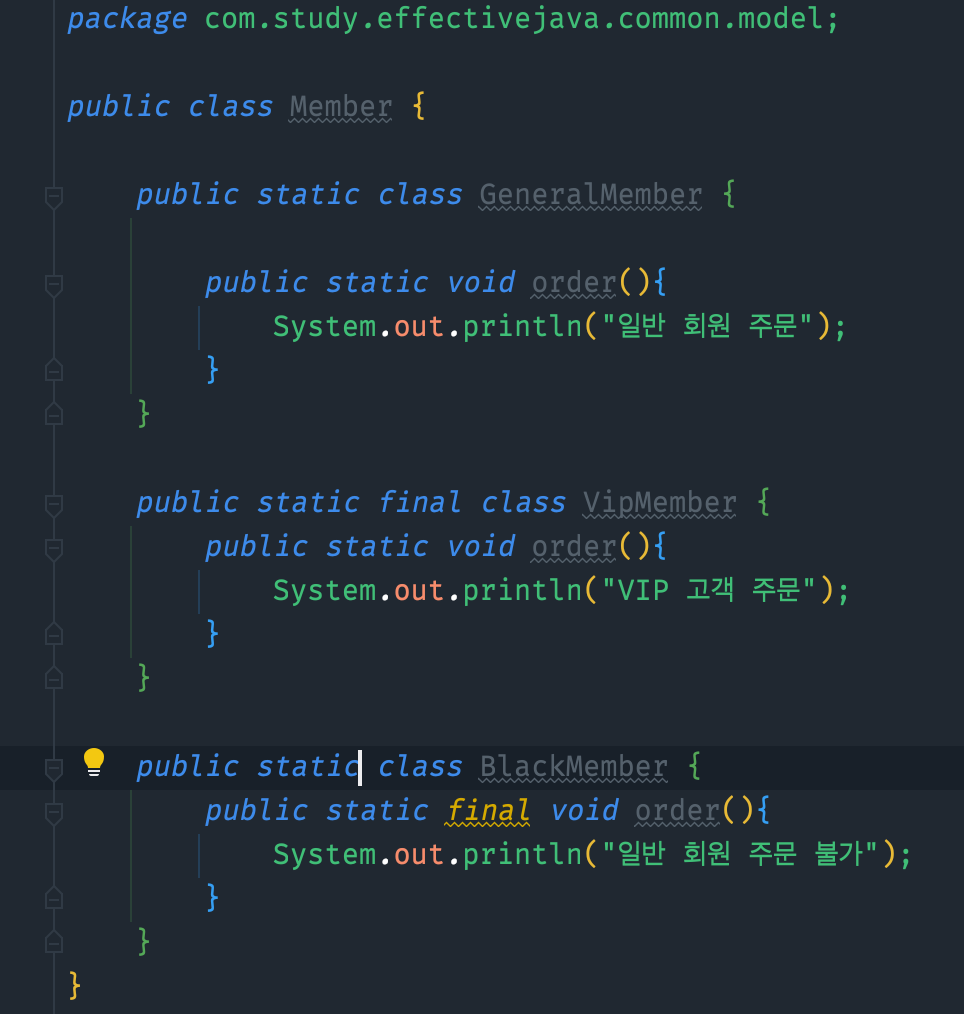 package com.study.effectivejava.common.model;
public class Member {
public static class GeneralMember {
public static void order(){
System.out.println("일반 회원 주문");
}
}
public static final class VipMember {
public static void order(){
System.out.println("VIP 고객 주문");
}
}
public static class BlackMember {
public static final void order(){
System.out.println("일반 회원 주문 불가");
}
}
}